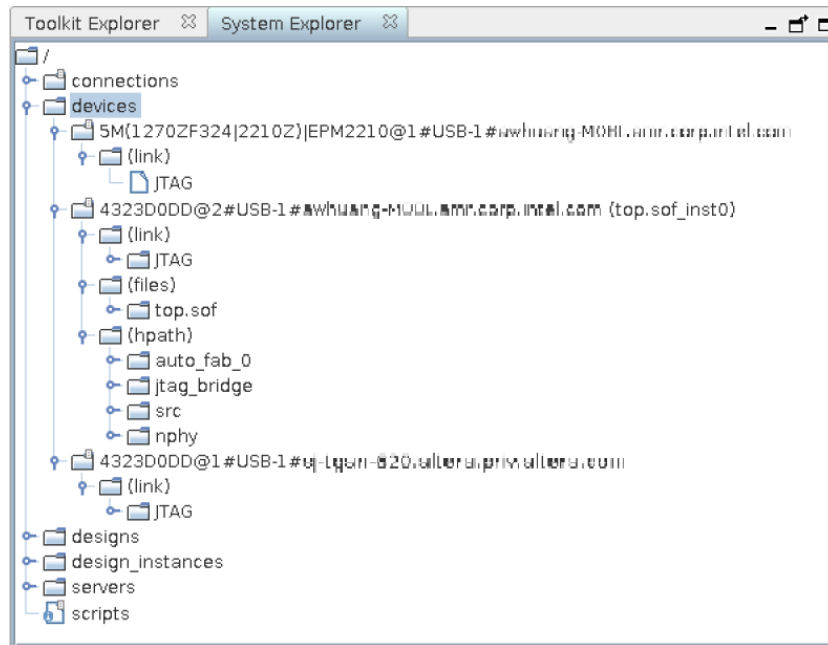 Toolkit Explorer System Explorer
/
connections
devices
5M(1270ZF324|2210Z)|EPM2210@1#USB-1#
(link)
JTAG
4323D0DD@2#USB-1# (top.sof_inst0)
(link)
JTAG
(files)
top.sof
(hpath)
auto_fab_0
jtag_bridge
src
nphy
4323D0DD@1#USB-1#
(link)
JTAG
designs
design_instances
servers
scripts